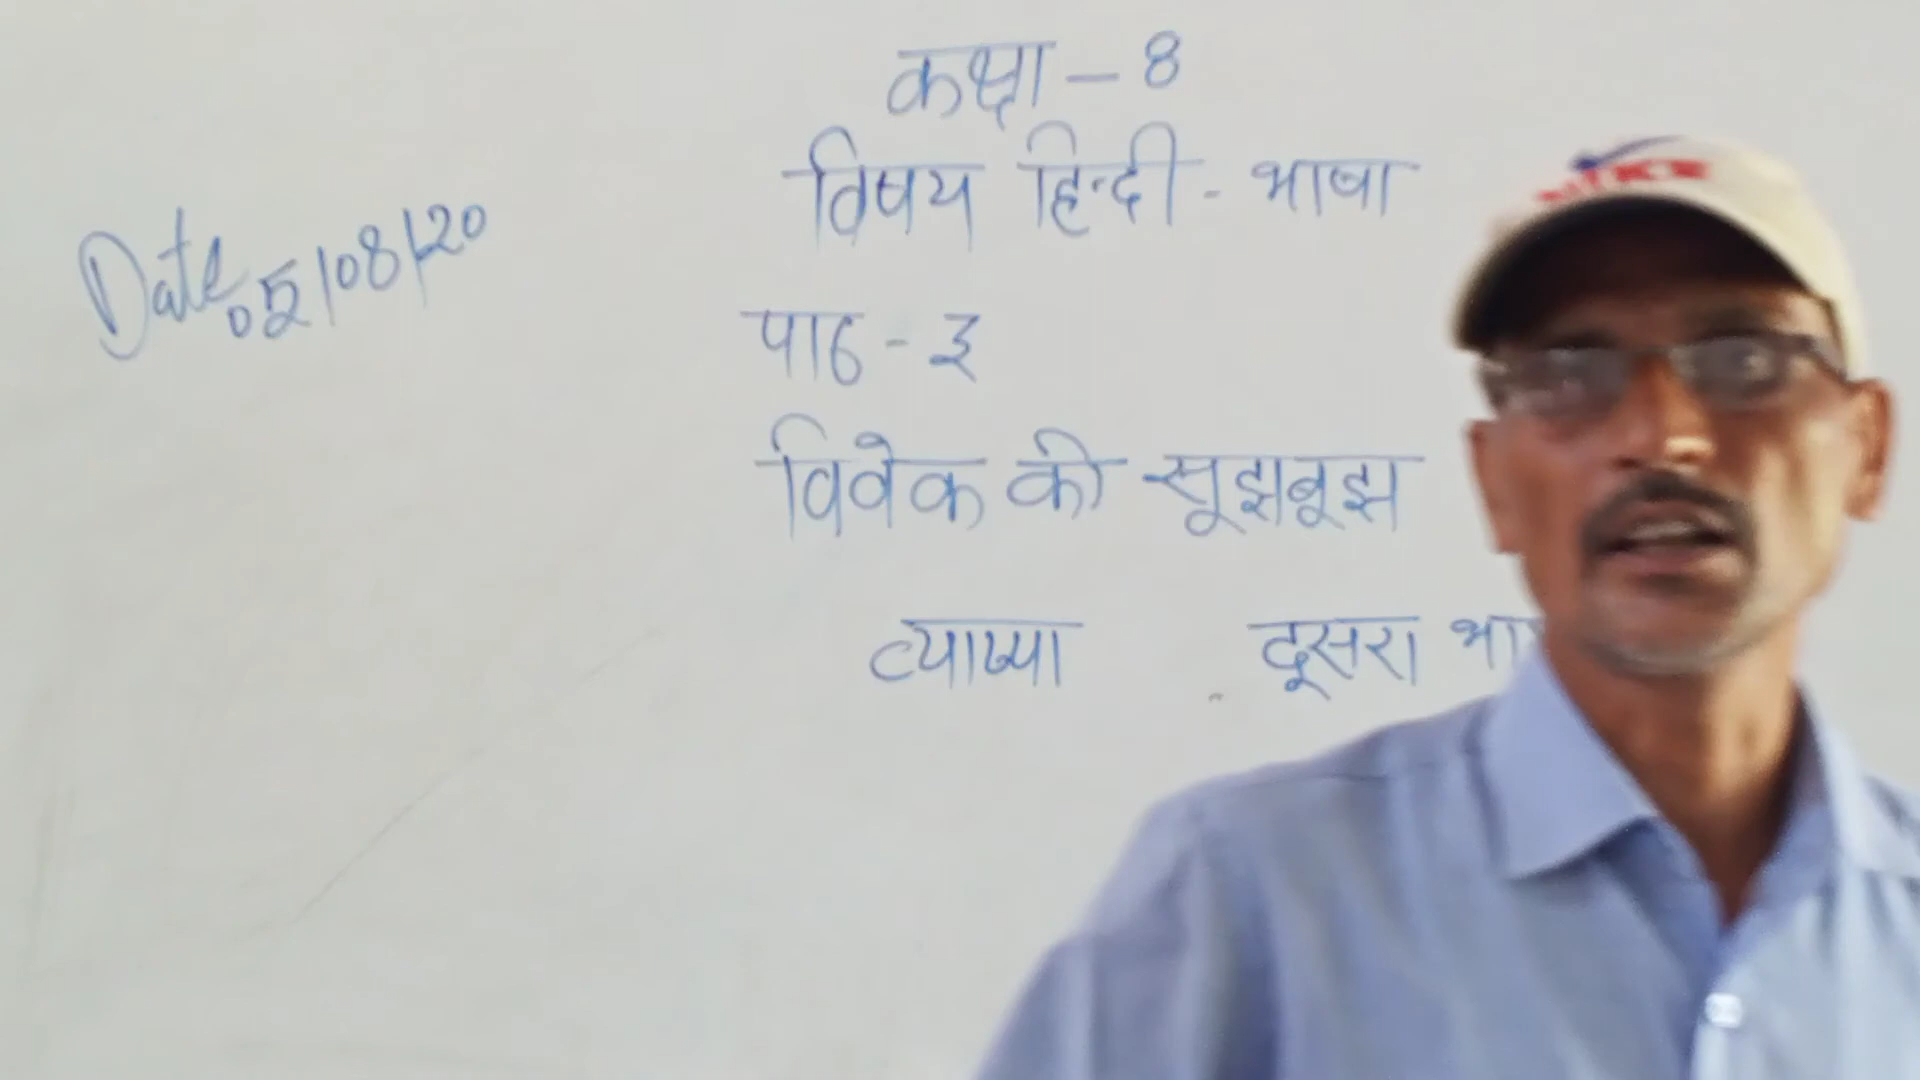 कक्षा - 8
विषय हिन्दी - भाषा
Date 05/08/20
पाठ - 3
विवेक की सूझबूझ
व्याख्या दूसरा